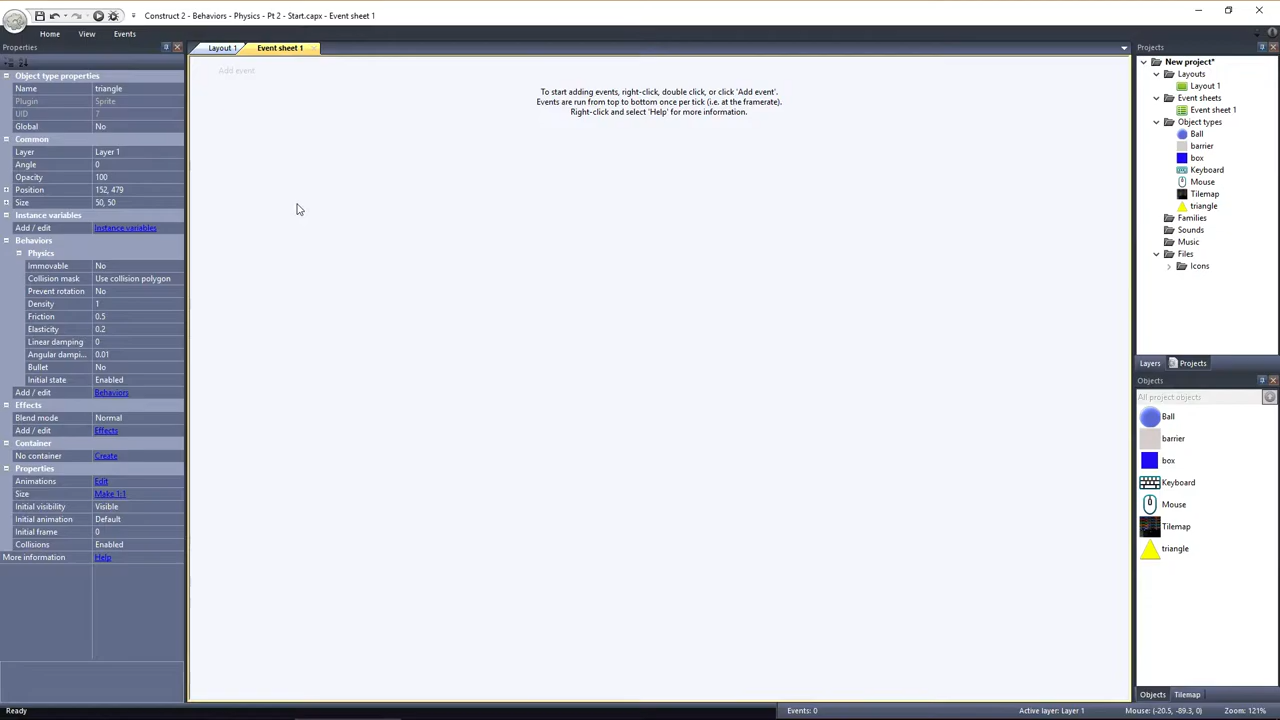 Construct 2 - Behaviors - Physics - Pt 2 - Start.capx - Event sheet 1
Home View Events
Properties
Layout 1 Event sheet 1
Projects
Object type properties
Name triangle
Plugin Sprite
UID 7
Global No
Common
Layer Layer 1
Angle 0
Opacity 100
Position 152, 479
Size 50, 50
Instance variables
Add / edit Instance variables
Behaviors
Physics
Immovable No
Collision mask Use collision polygon
Prevent rotation No
Density 1
Friction 0.5
Elasticity 0.2
Linear damping 0
Angular dampi... 0.01
Bullet No
Initial state Enabled
Add / edit Behaviors
Effects
Blend mode Normal
Add / edit Effects
Container
No container Create
Properties
Animations Edit
Size Make 1:1
Initial visibility Visible
Initial animation Default
Initial frame 0
Collisions Enabled
More information Help
Add event
To start adding events, right-click, double click, or click 'Add event'.
Events are run from top to bottom once per tick (i.e. at the framerate).
Right-click and select 'Help' for more information.
New project*
Layouts
Layout 1
Event sheets
Event sheet 1
Object types
Ball
barrier
box
Keyboard
Mouse
Tilemap
triangle
Families
Sounds
Music
Files
Icons
Layers Projects
Objects
All project objects
Ball
barrier
box
Keyboard
Mouse
Tilemap
triangle
Objects Tilemap
Ready Events: 0 Active layer: Layer 1 Mouse: (-20.5, -89.3, 0) Zoom: 121%